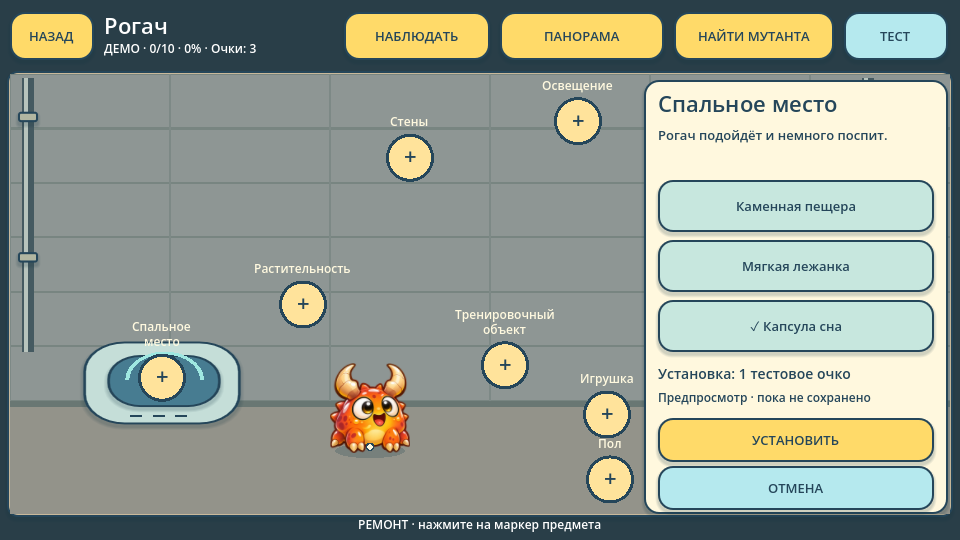 НАЗАД
Рогач
ДЕМО · 0/10 · 0% · Очки: 3
НАБЛЮДАТЬ
ПАНОРАМА
НАЙТИ МУТАНТА
ТЕСТ
Освещение
+
Стены
+
Растительность
+
Тренировочный
объект
+
Спальное
место
+
Игрушка
+
Пол
+
Спальное место
Рогач подойдёт и немного поспит.
Каменная пещера
Мягкая лежанка
✓ Капсула сна
Установка: 1 тестовое очко
Предпросмотр · пока не сохранено
УСТАНОВИТЬ
ОТМЕНА
РЕМОНТ · нажмите на маркер предмета